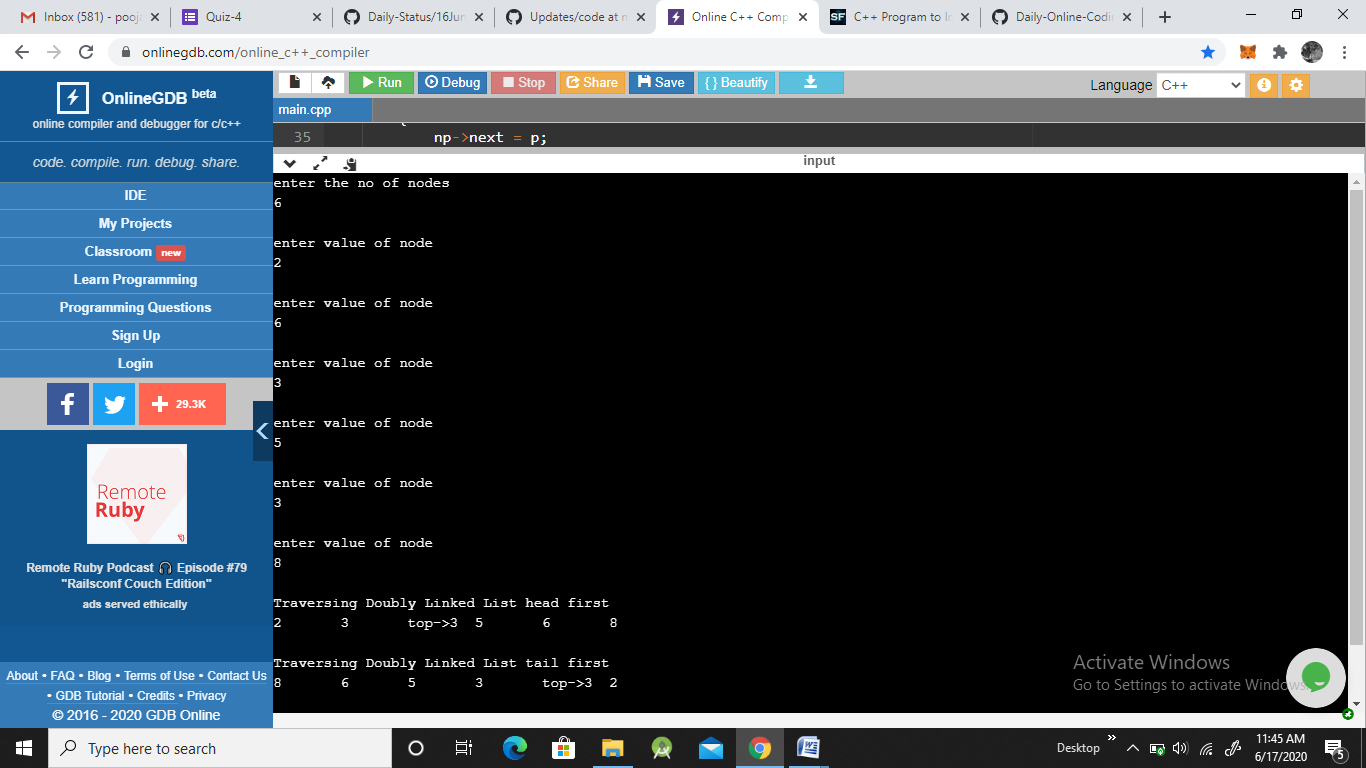 Inbox (581) - pooja
Quiz-4
Daily-Status/16Jun
Updates/code at m
Online C++ Comp
C++ Program to Im
Daily-Online-Codin
onlinegdb.com/online_c++_compiler
OnlineGDB beta
online compiler and debugger for c/c++
code. compile. run. debug. share.
IDE
My Projects
Classroom new
Learn Programming
Programming Questions
Sign Up
Login
f
29.3K
Remote
Ruby
Remote Ruby Podcast 🎧 Episode #79
"Railsconf Couch Edition"
ads served ethically
About • FAQ • Blog • Terms of Use • Contact Us
• GDB Tutorial • Credits • Privacy
© 2016 - 2020 GDB Online
Run Debug Stop Share Save { } Beautify
Language C++
main.cpp
35 np->next = p;
input
enter the no of nodes
6
enter value of node
2
enter value of node
6
enter value of node
3
enter value of node
5
enter value of node
3
enter value of node
8
Traversing Doubly Linked List head first
2 3 top->3 5 6 8
Traversing Doubly Linked List tail first
8 6 5 3 top->3 2
Activate Windows
Go to Settings to activate Windows.
Type here to search
Desktop
11:45 AM
6/17/2020
5